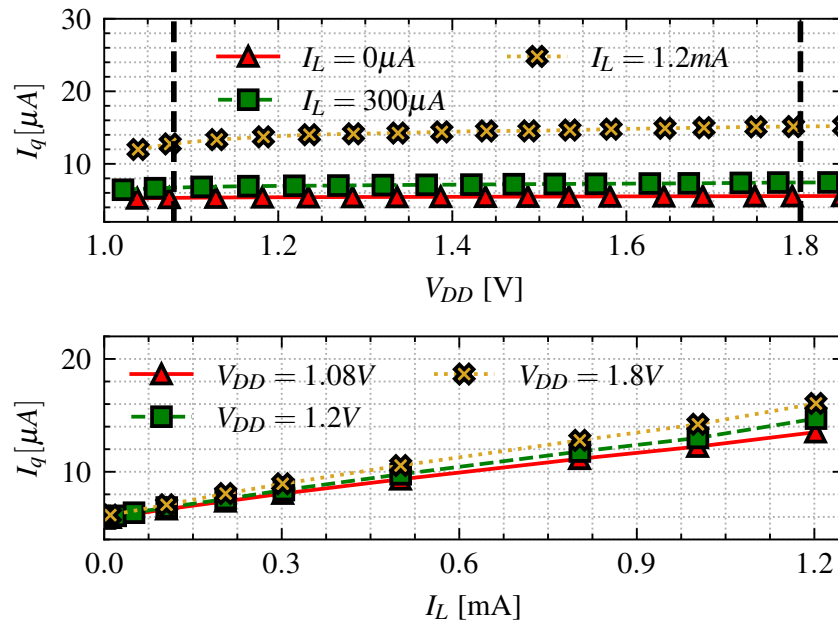 30
20
10
I_q [μA]
I_L = 0μA
I_L = 300μA
I_L = 1.2mA
1.0 1.2 1.4 1.6 1.8
V_DD [V]
20
10
I_q [μA]
V_DD = 1.08V
V_DD = 1.2V
V_DD = 1.8V
0.0 0.3 0.6 0.9 1.2
I_L [mA]